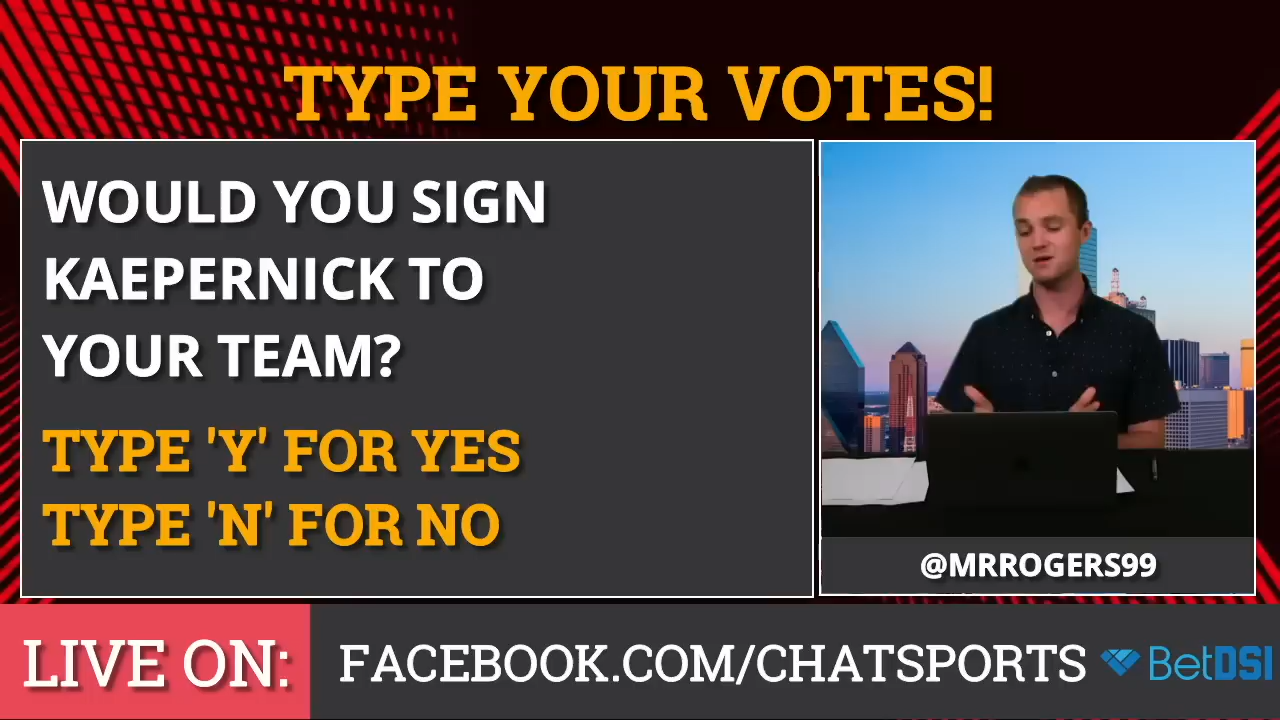 TYPE YOUR VOTES!
WOULD YOU SIGN
KAEPERNICK TO
YOUR TEAM?
TYPE 'Y' FOR YES
TYPE 'N' FOR NO
@MRROGERS99
LIVE ON: FACEBOOK.COM/CHATSPORTS BetDSI